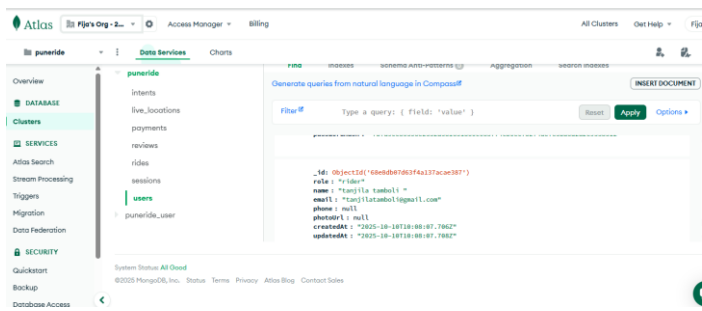 Atlas Fija's Org - 2... Access Manager Billing All Clusters Get Help Fija
puneride Data Services Charts
Overview
DATABASE
Clusters
SERVICES
Atlas Search
Stream Processing
Triggers
Migration
Data Federation
SECURITY
Quickstart
Backup
Database Access
puneride
intents
live_locations
payments
reviews
rides
sessions
users
puneride_user
Find Indexes Schema Anti-Patterns Aggregation Search Indexes
Generate queries from natural language in Compass INSERT DOCUMENT
Filter Type a query: { field: 'value' } Reset Apply Options
role : "rider"
name : "tanjila tamboli "
email : "tanjilatamboli@gmail.com"
phone : null
photoUrl : null
createdAt : "2025-10-10T10:08:07.706Z"
updatedAt : "2025-10-10T10:08:07.708Z"
System Status: All Good
©2025 MongoDB, Inc. Status Terms Privacy Atlas Blog Contact Sales